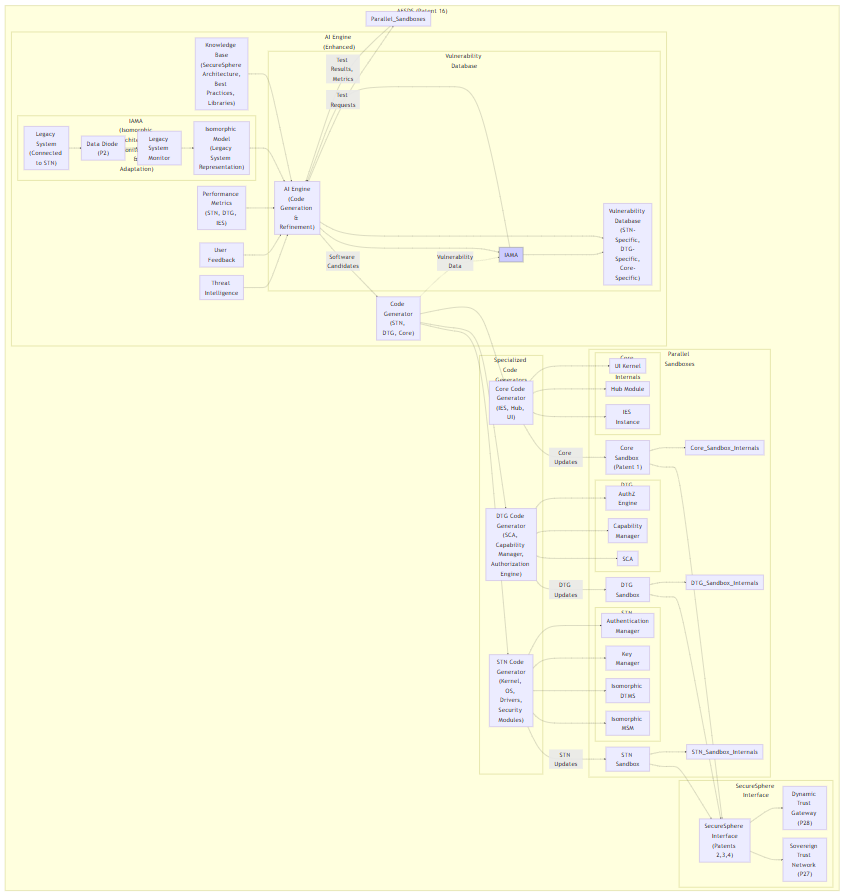 AESDS (Patent 16)
Parallel_Sandboxes
AI Engine
(Enhanced)
Knowledge
Base
(SecureSphere
Architecture,
Best
Practices,
Libraries)
Vulnerability
Database
Test
Results,
Metrics
Test
Requests
IAMA
(Isomorphic
Adaptation)
Legacy
System
(Connected
to STN)
Data Diode
(P2)
Legacy
System
Monitor
Isomorphic
Model
(Legacy
System
Representation)
AI Engine
(Code
Generation
&
Refinement)
Performance
Metrics
(STN, DTG,
IES)
User
Feedback
Threat
Intelligence
Software
Candidates
Vulnerability
Data
IAMA
Vulnerability
Database
(STN-
Specific,
DTG-
Specific,
Core-
Specific)
Code
Generator
(STN,
DTG, Core)
Specialized
Code
Generators
Parallel
Sandboxes
Core
Internals
UI Kernel
Hub Module
IES
Instance
Core Code
Generator
(IES, Hub,
UI)
Core
Updates
Core
Sandbox
(Patent 1)
Core_Sandbox_Internals
DTG
AuthZ
Engine
Capability
Manager
SCA
DTG Code
Generator
(SCA,
Capability
Manager,
Authorization
Engine)
DTG
Updates
DTG
Sandbox
DTG_Sandbox_Internals
STN
Authentication
Manager
Key
Manager
Isomorphic
DTMS
Isomorphic
MSM
STN Code
Generator
(Kernel,
OS,
Drivers,
Security
Modules)
STN
Updates
STN
Sandbox
STN_Sandbox_Internals
SecureSphere
Interface
SecureSphere
Interface
(Patents
2,3,4)
Dynamic
Trust
Gateway
(P28)
Sovereign
Trust
Network
(P27)